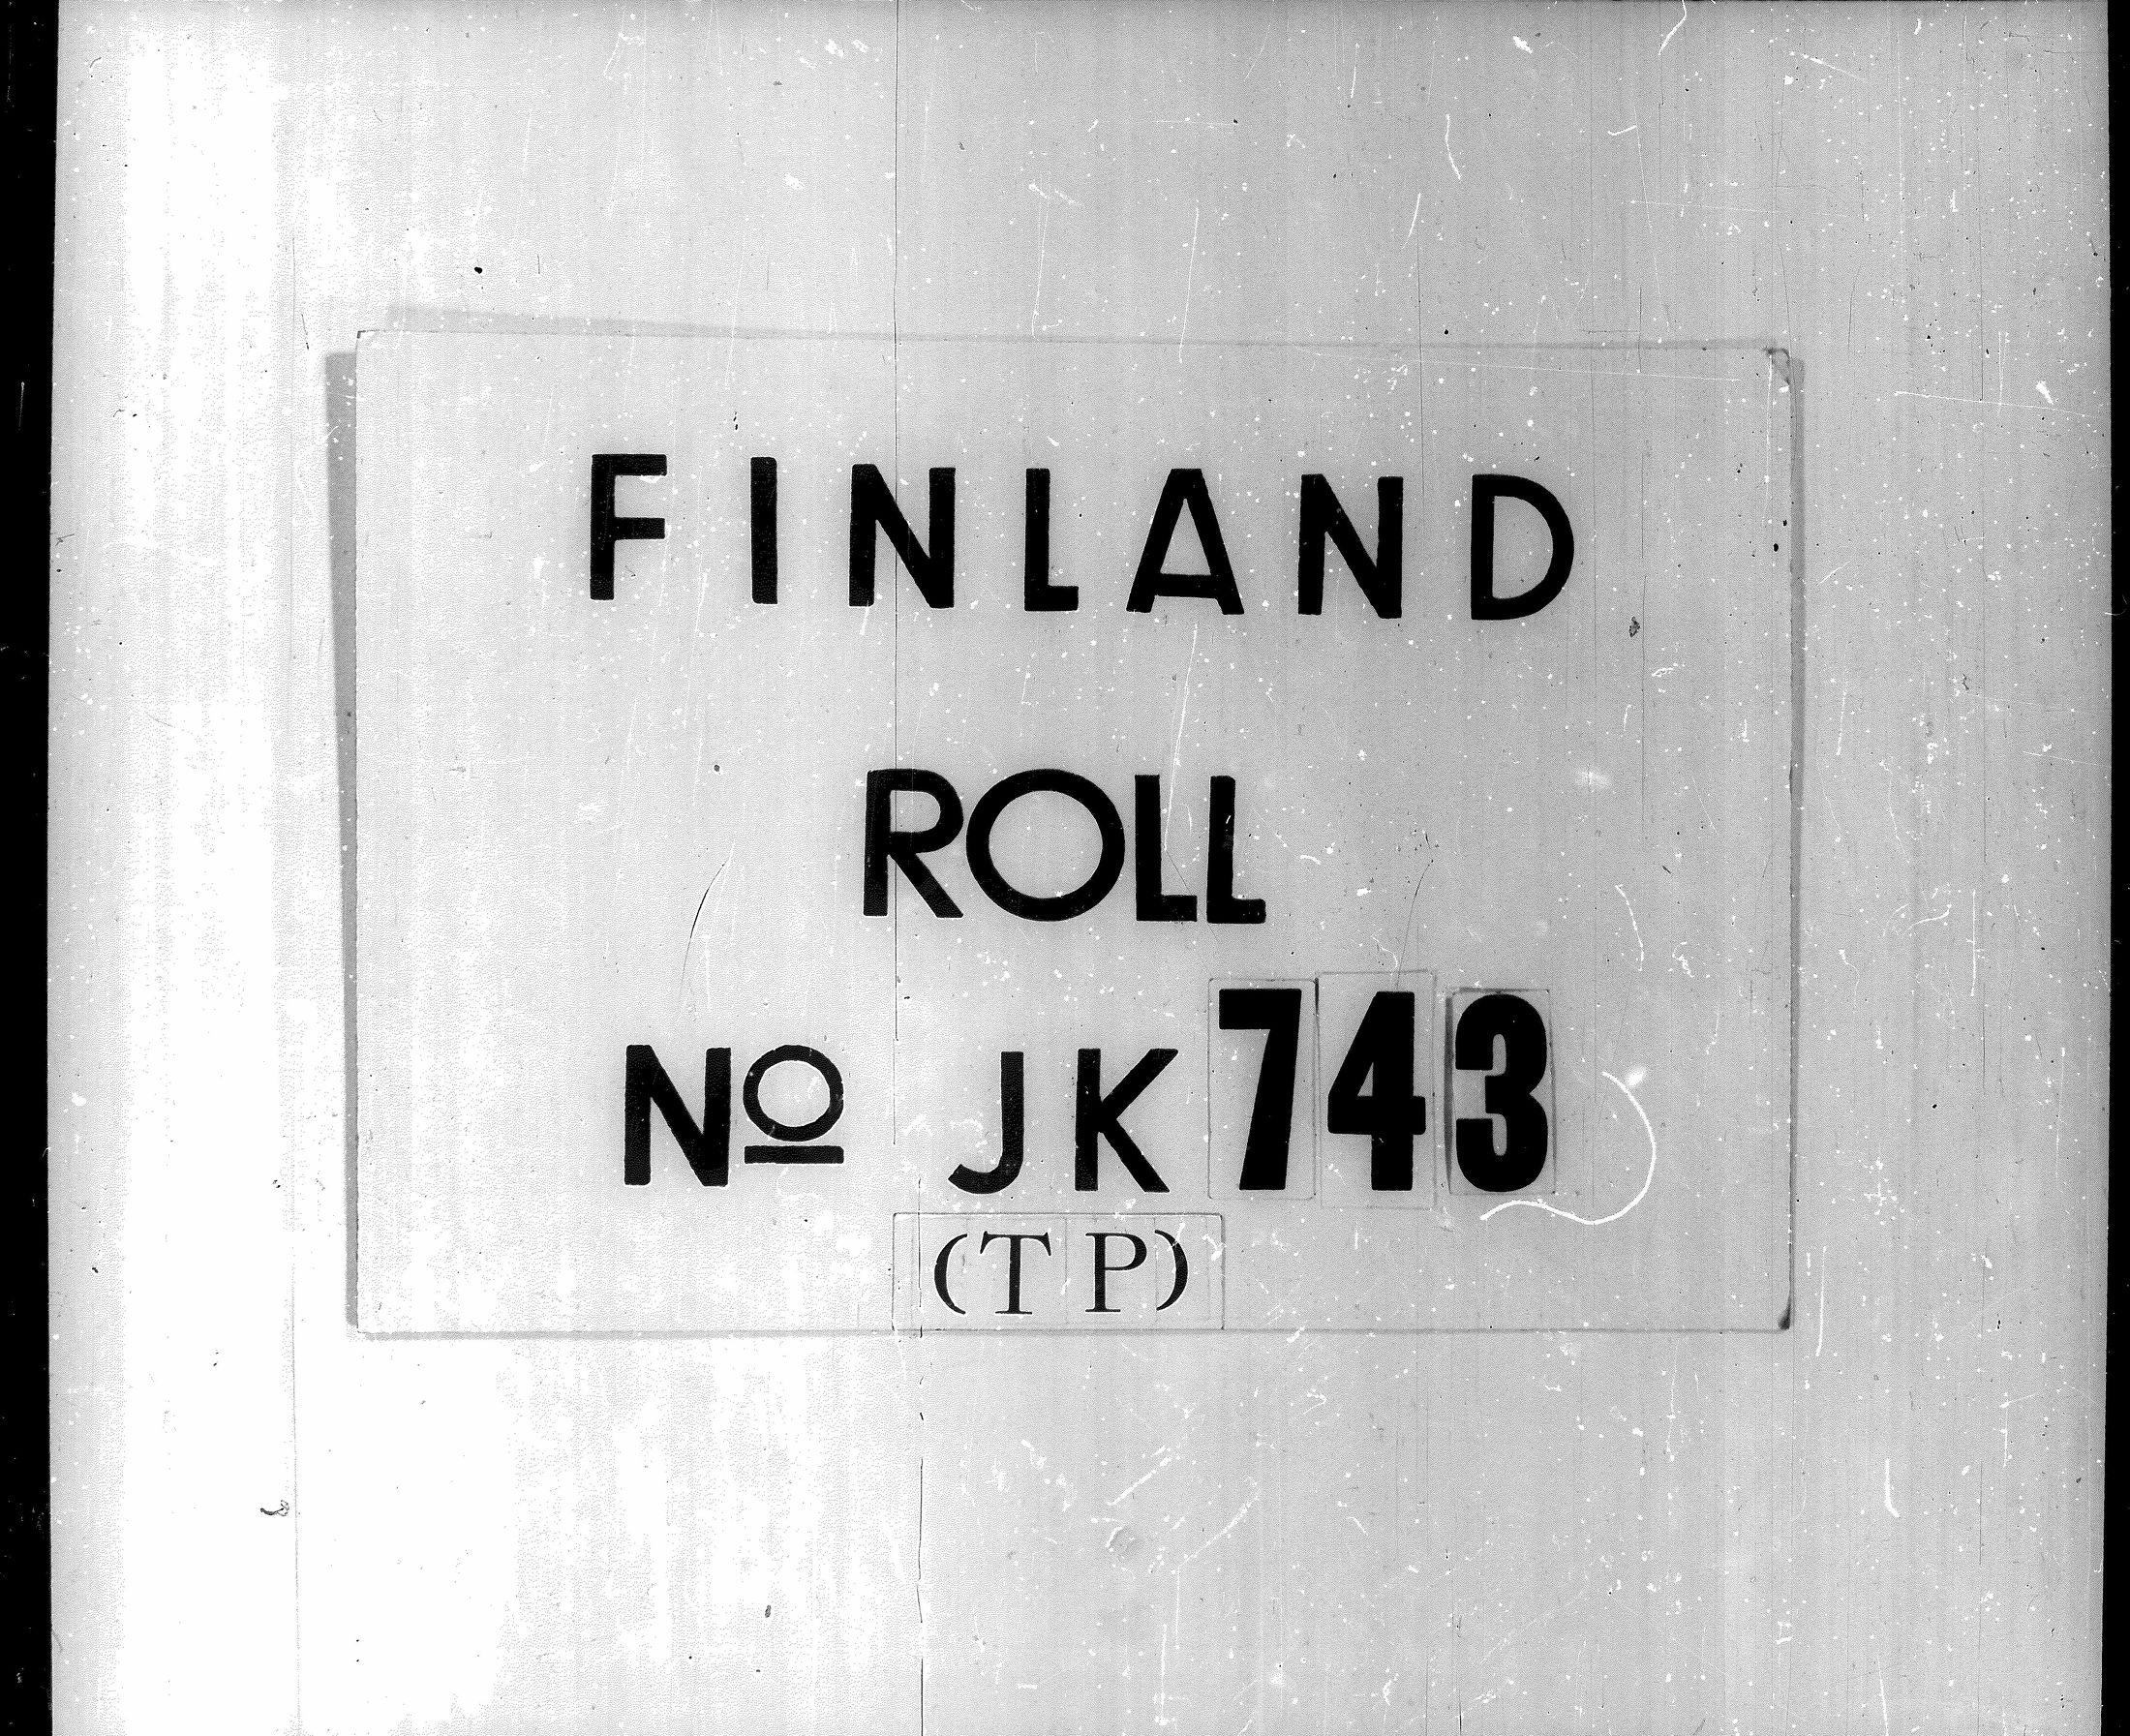 FINLAND
ROLL
Nº JK 743
(TP)